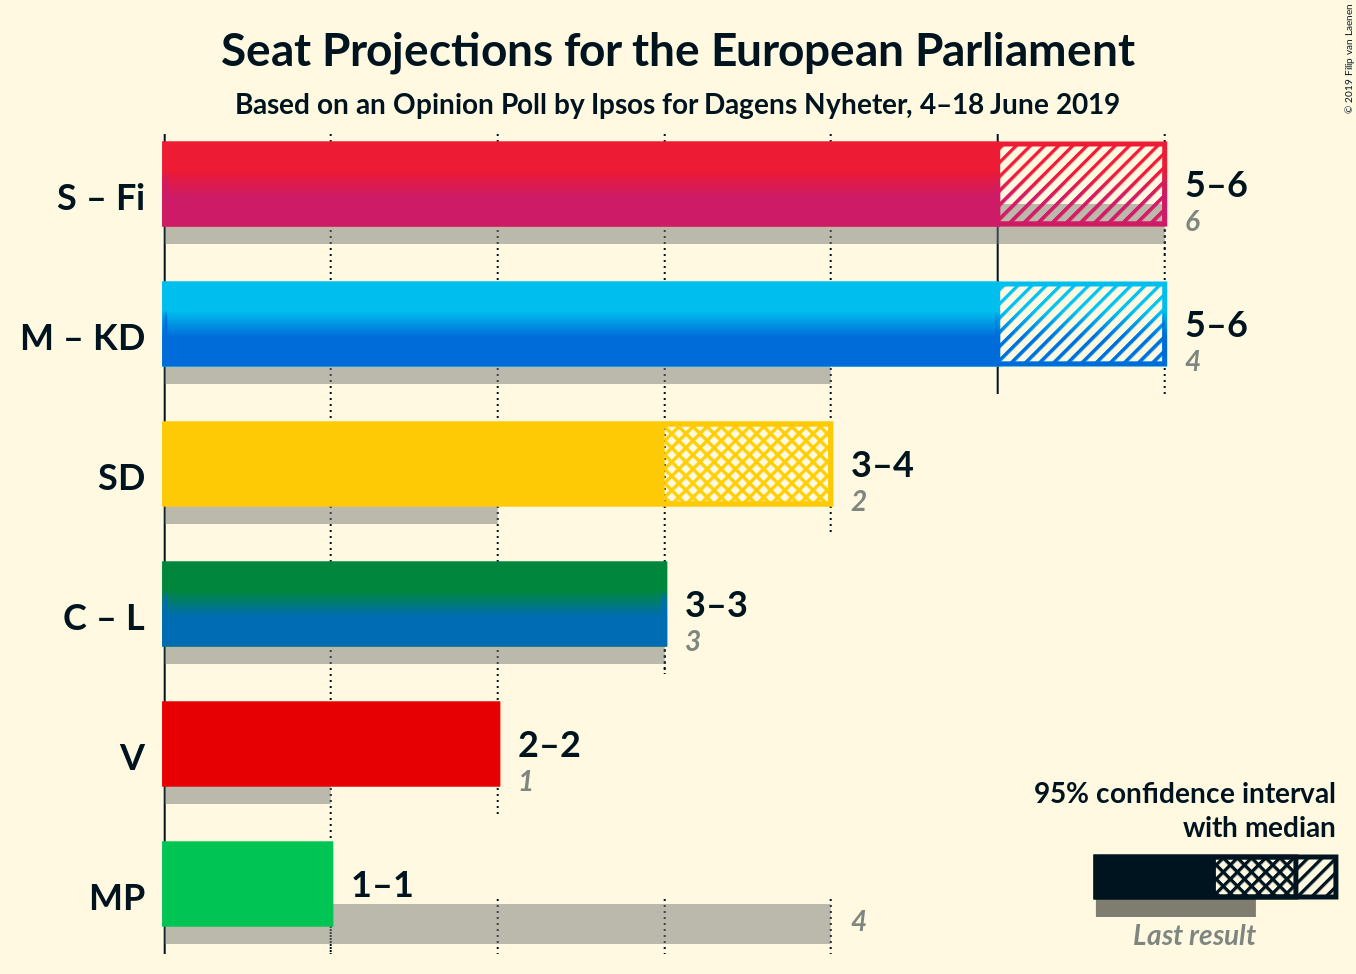 Seat Projections for the European Parliament
Based on an Opinion Poll by Ipsos for Dagens Nyheter, 4–18 June 2019
© 2019 Filip van Laenen
S – Fi
5–6
6
M – KD
5–6
4
SD
3–4
2
C – L
3–3
3
V
2–2
1
MP
1–1
4
95% confidence interval
with median
Last result